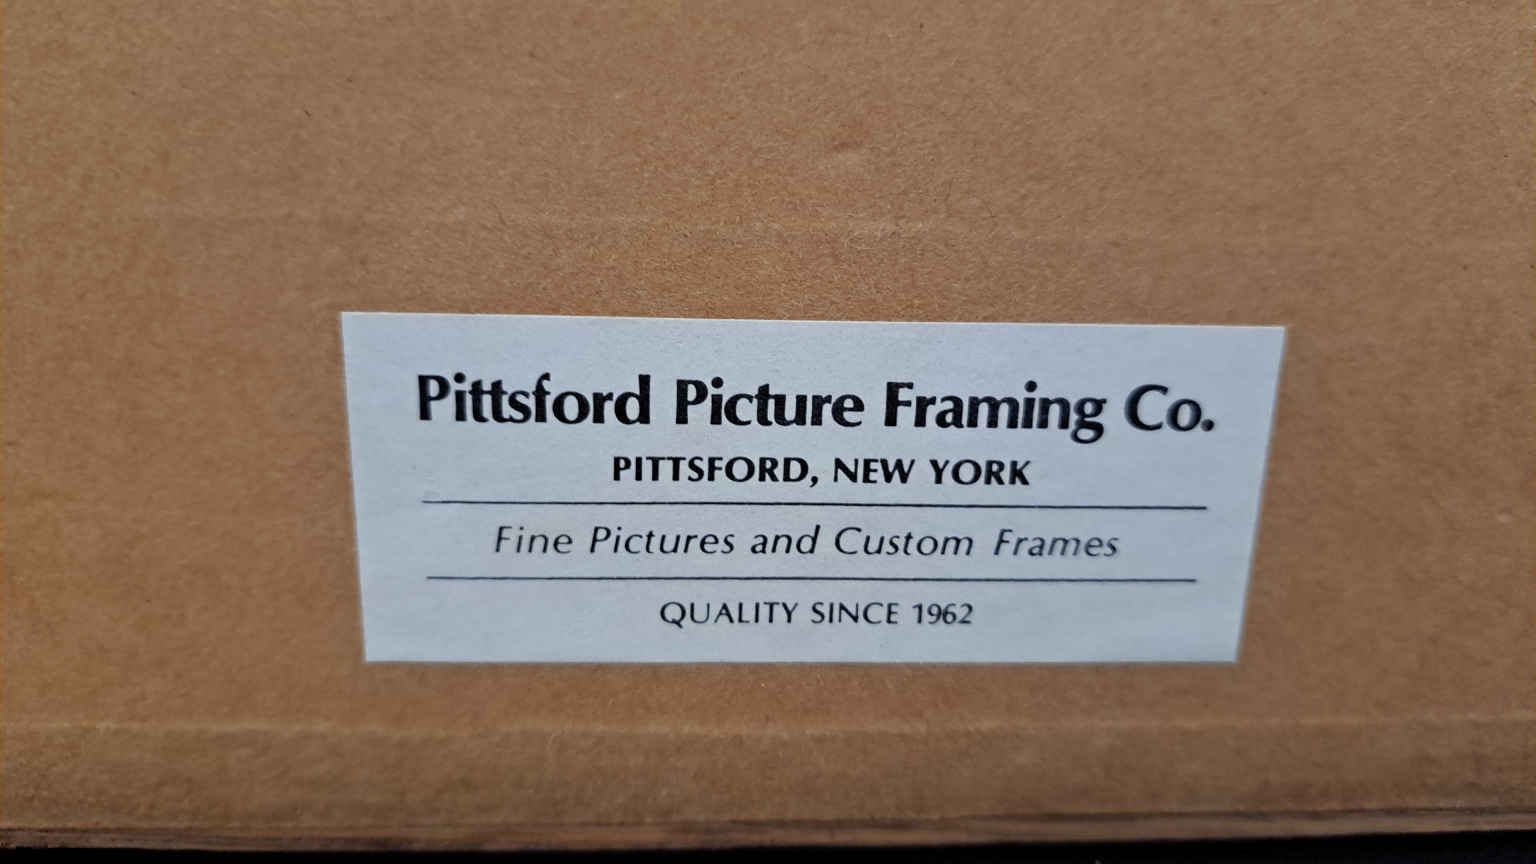 Pittsford Picture Framing Co.
PITTSFORD, NEW YORK
Fine Pictures and Custom Frames
QUALITY SINCE 1962